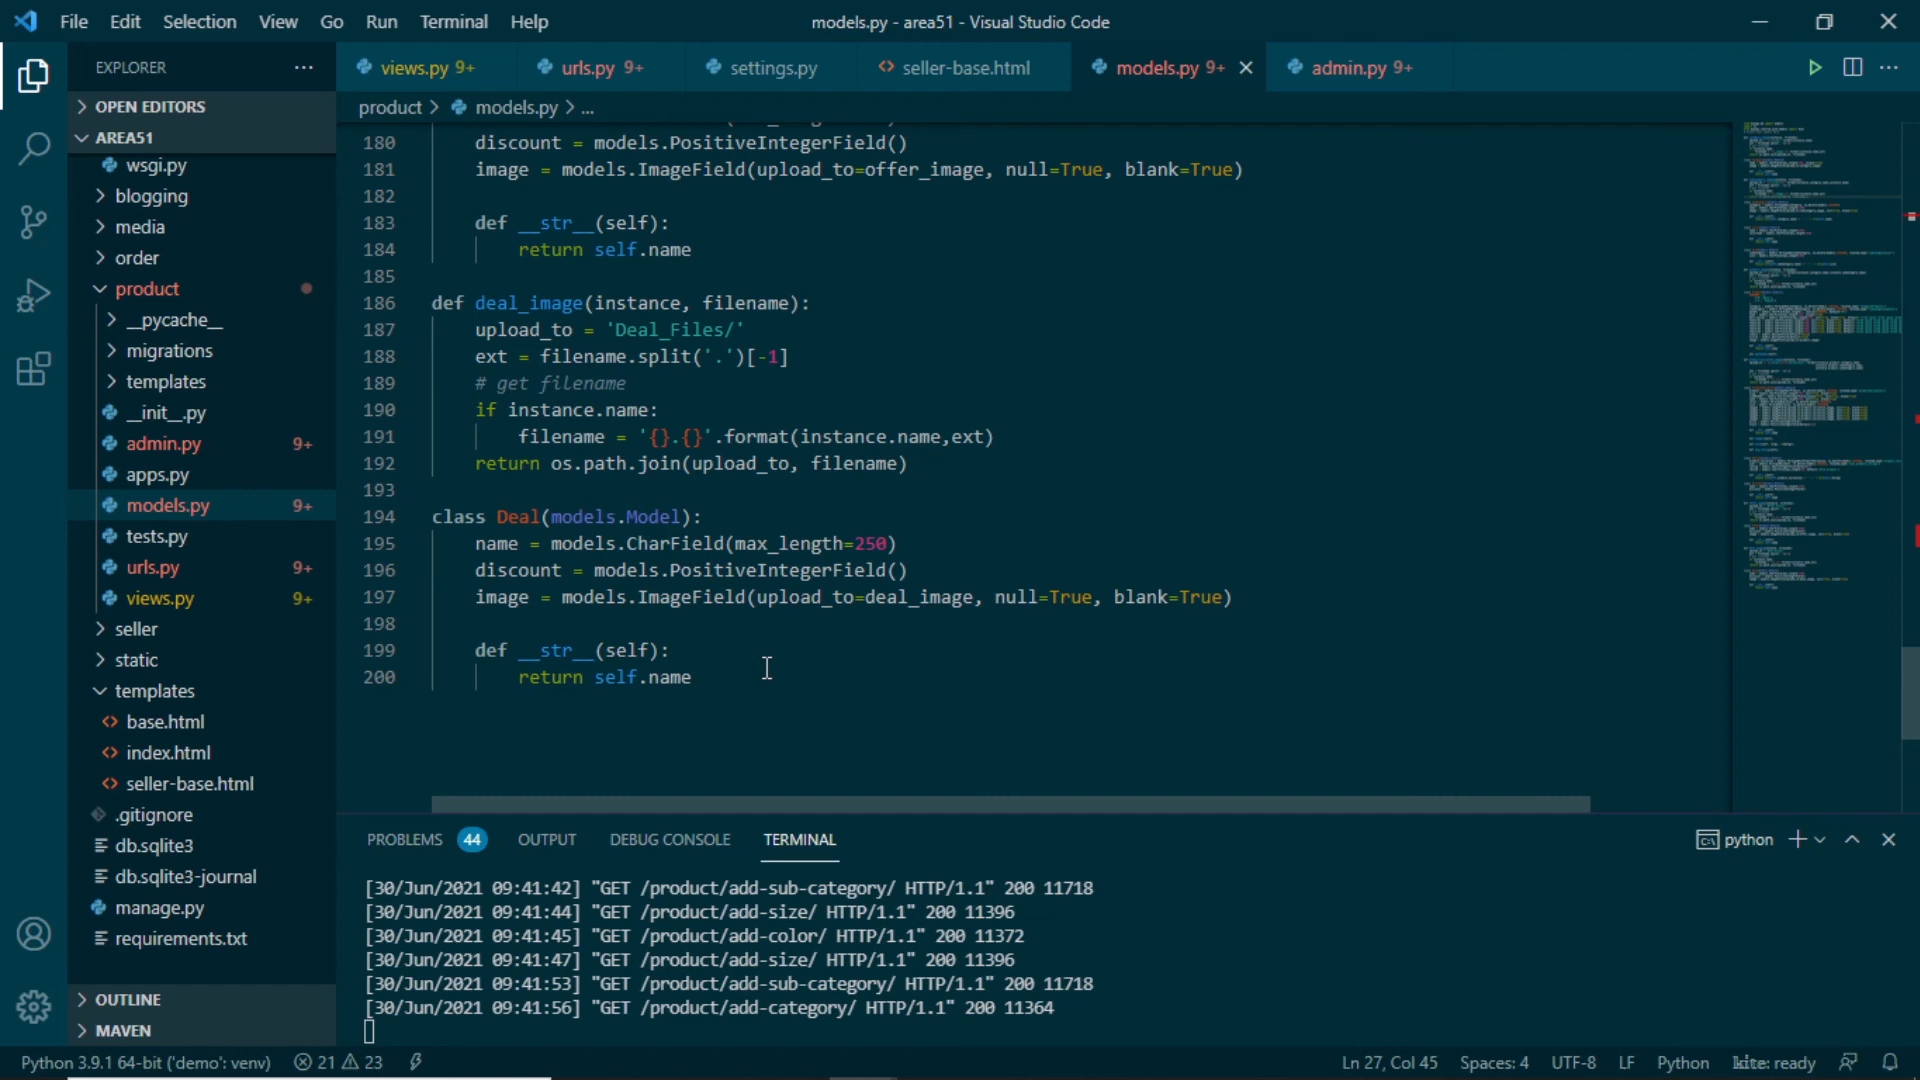 File Edit Selection View Go Run Terminal Help
models.py - area51 - Visual Studio Code
EXPLORER
views.py 9+
urls.py 9+
settings.py
seller-base.html
models.py 9+
admin.py 9+
OPEN EDITORS
AREA51
wsgi.py
blogging
media
order
product
__pycache__
migrations
templates
__init__.py
admin.py 9+
apps.py
models.py 9+
tests.py
urls.py 9+
views.py 9+
seller
static
templates
base.html
index.html
seller-base.html
.gitignore
db.sqlite3
db.sqlite3-journal
manage.py
requirements.txt
OUTLINE
MAVEN
product > models.py > ...
180 discount = models.PositiveIntegerField()
181 image = models.ImageField(upload_to=offer_image, null=True, blank=True)
182
183 def __str__(self):
184 return self.name
185
186 def deal_image(instance, filename):
187 upload_to = 'Deal_Files/'
188 ext = filename.split('.')[-1]
189 # get filename
190 if instance.name:
191 filename = '{}.{}'.format(instance.name,ext)
192 return os.path.join(upload_to, filename)
193
194 class Deal(models.Model):
195 name = models.CharField(max_length=250)
196 discount = models.PositiveIntegerField()
197 image = models.ImageField(upload_to=deal_image, null=True, blank=True)
198
199 def __str__(self):
200 return self.name
PROBLEMS 44 OUTPUT DEBUG CONSOLE TERMINAL
python
[30/Jun/2021 09:41:42] "GET /product/add-sub-category/ HTTP/1.1" 200 11718
[30/Jun/2021 09:41:44] "GET /product/add-size/ HTTP/1.1" 200 11396
[30/Jun/2021 09:41:45] "GET /product/add-color/ HTTP/1.1" 200 11372
[30/Jun/2021 09:41:47] "GET /product/add-size/ HTTP/1.1" 200 11396
[30/Jun/2021 09:41:53] "GET /product/add-sub-category/ HTTP/1.1" 200 11718
[30/Jun/2021 09:41:56] "GET /product/add-category/ HTTP/1.1" 200 11364
Python 3.9.1 64-bit ('demo': venv) 21 23
Ln 27, Col 45 Spaces: 4 UTF-8 LF Python kite: ready